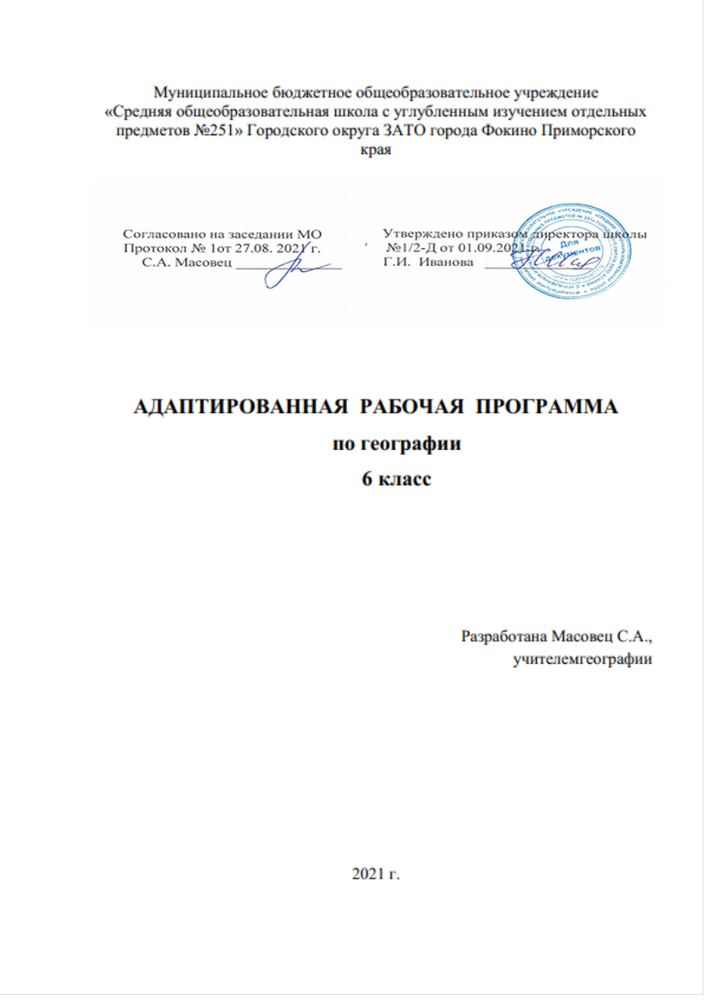 Муниципальное бюджетное общеобразовательное учреждение
«Средняя общеобразовательная школа с углубленным изучением отдельных
предметов №251» Городского округа ЗАТО города Фокино Приморского
края
Согласовано на заседании МО
Протокол № 1от 27.08. 2021 г.
С.А. Масовец _______________
Утверждено приказом директора школы
№1/2-Д от 01.09.2021 г.
Г.И. Иванова _______________
Для
документов
АДАПТИРОВАННАЯ РАБОЧАЯ ПРОГРАММА
по географии
6 класс
Разработана Масовец С.А.,
учителемгеографии
2021 г.